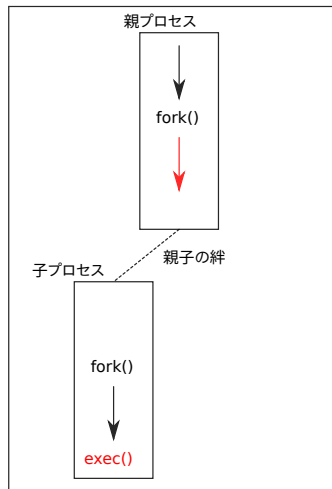 親プロセス
fork()
親子の絆
子プロセス
fork()
exec()